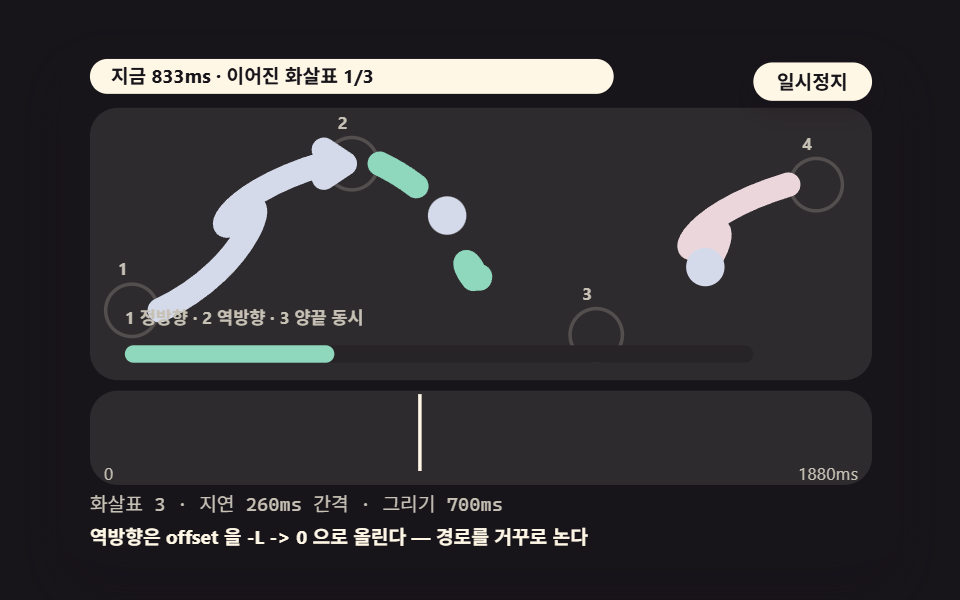 지금 833ms · 이어진 화살표 1/3
일시정지
2
4
1
3
1 정방향 · 2 역방향 · 3 양끝 동시
0
1880ms
화살표 3 · 지연 260ms 간격 · 그리기 700ms
역방향은 offset 을 -L -> 0 으로 올린다 — 경로를 거꾸로 논다